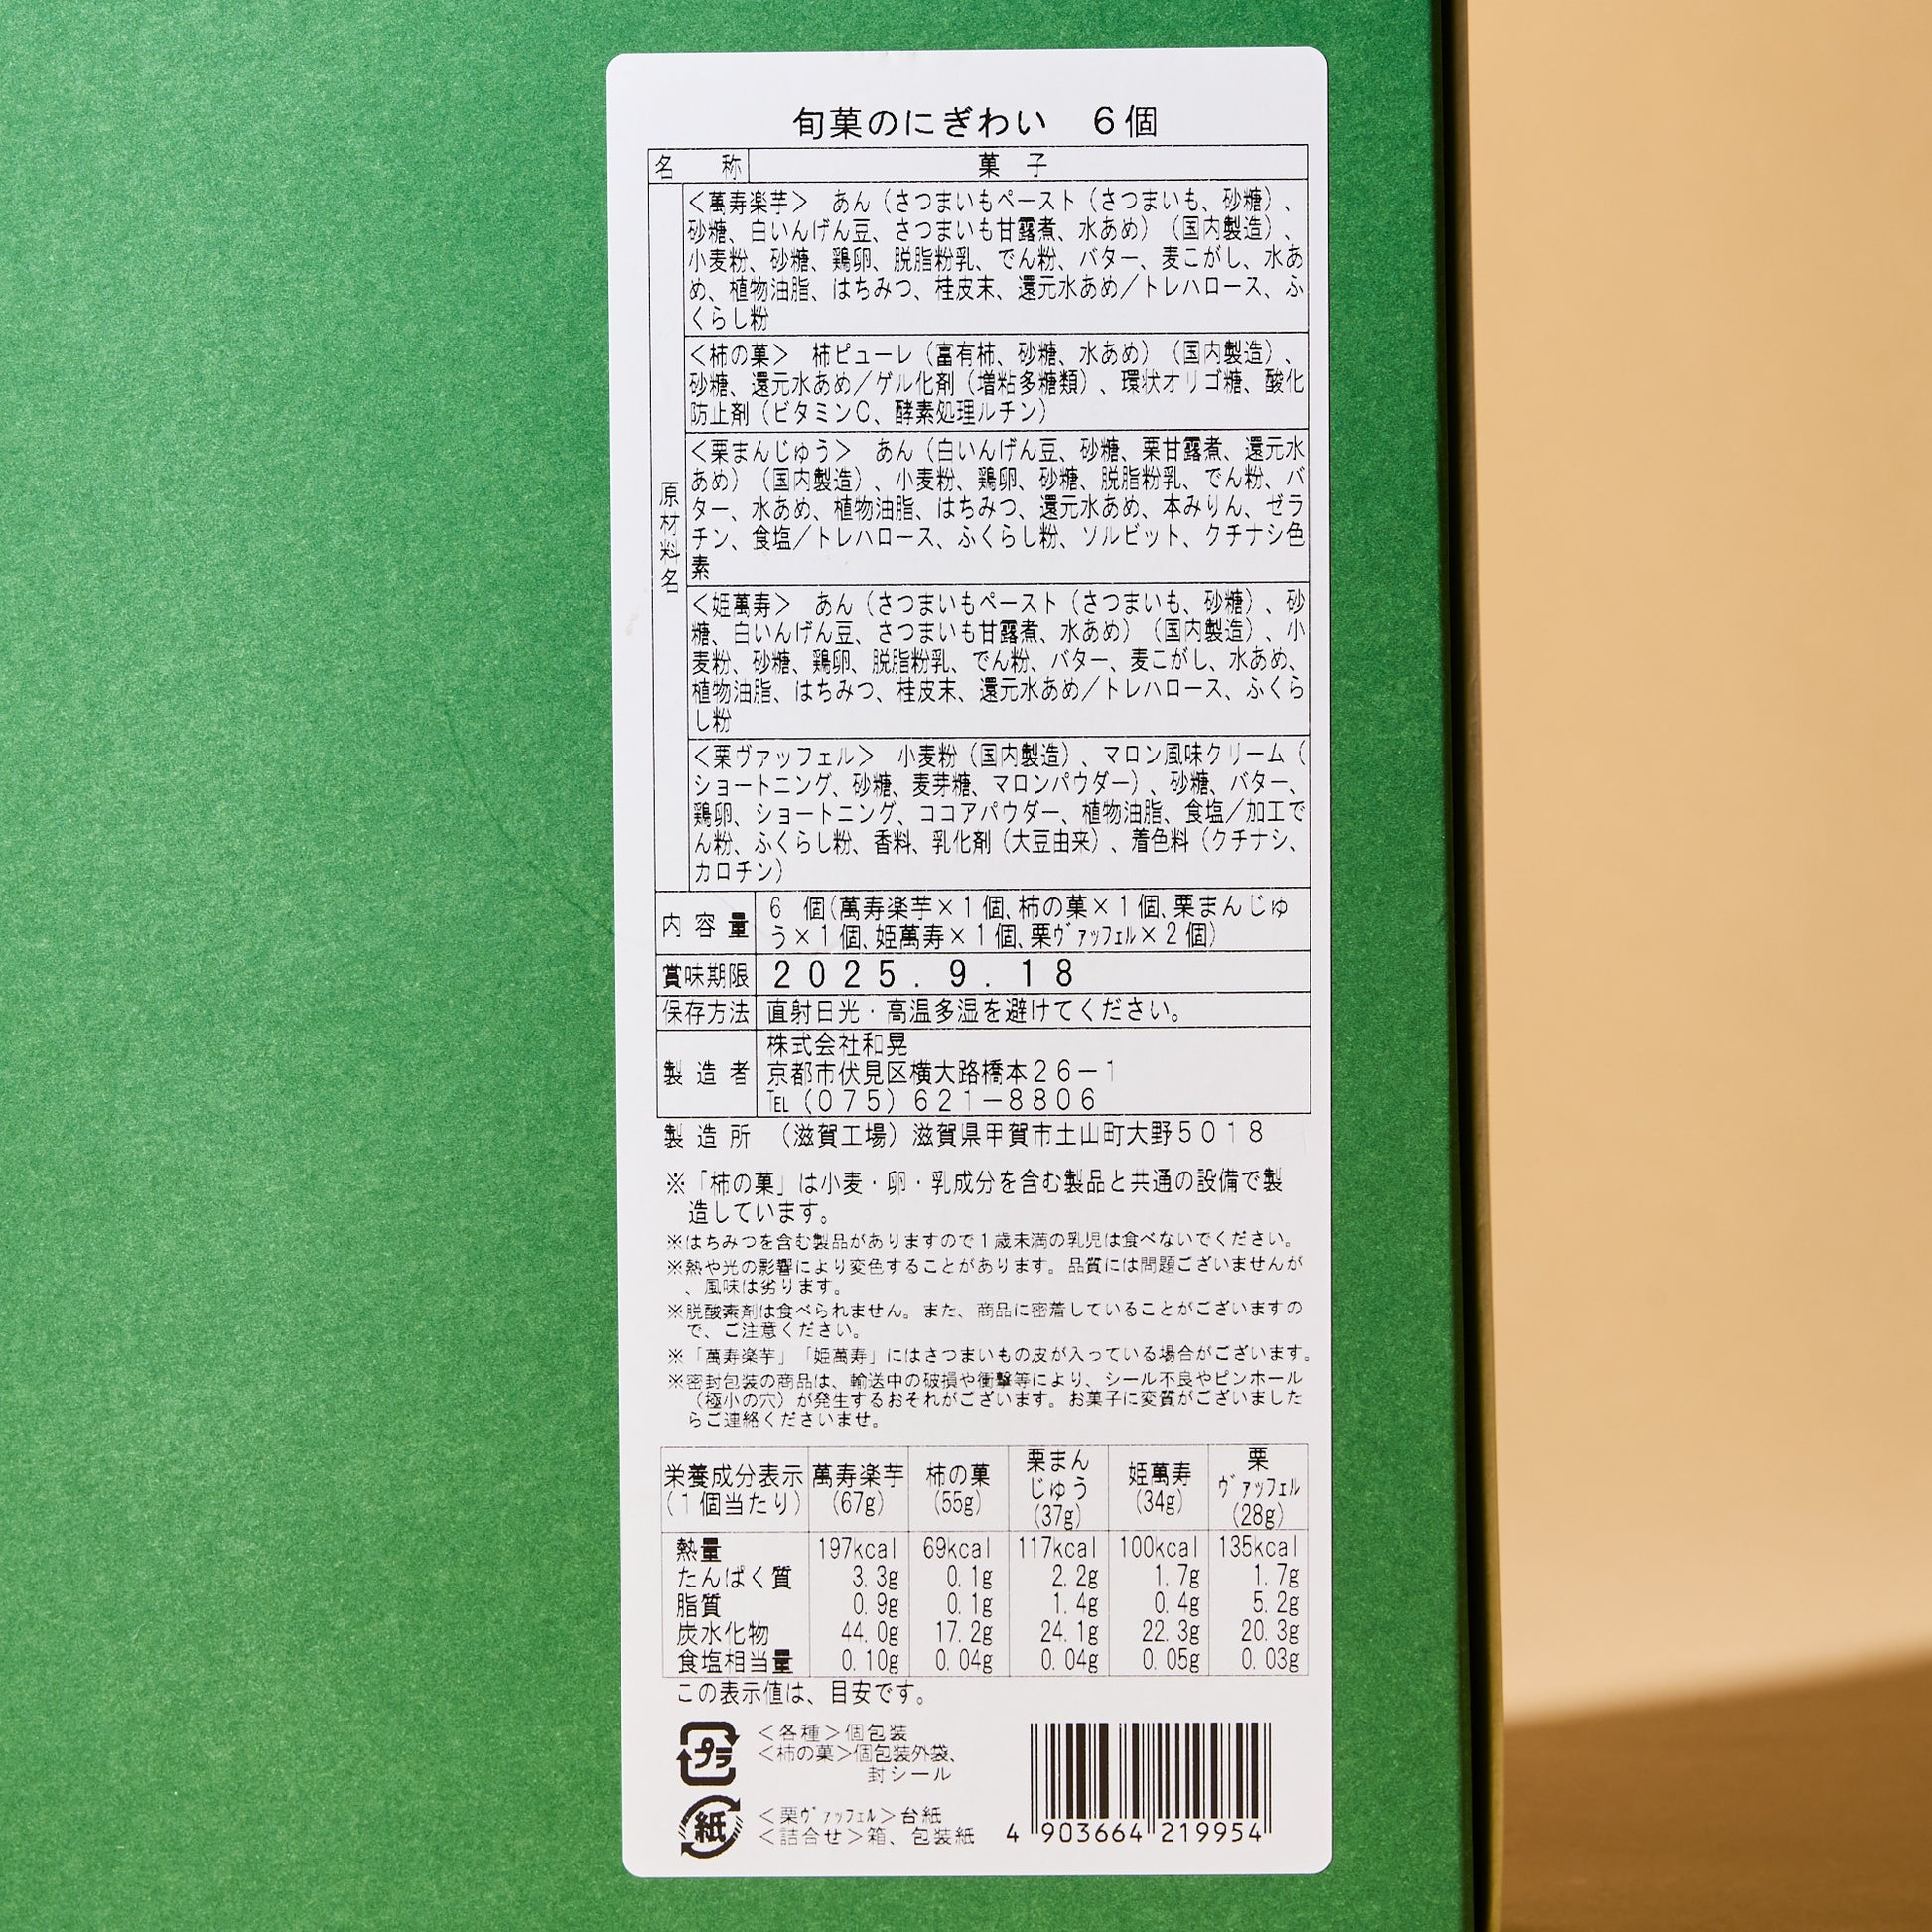 旬菓のにぎわい　６個
名　称　菓　子
原材料名
＜萬寿楽芋＞　あん（さつまいもペースト（さつまいも、砂糖）、
砂糖、白いんげん豆、さつまいも甘露煮、水あめ）（国内製造）、
小麦粉、砂糖、鶏卵、脱脂粉乳、でん粉、バター、麦こがし、水あ
め、植物油脂、はちみつ、桂皮末、還元水あめ／トレハロース、ふ
くらし粉
＜柿の菓＞　柿ピューレ（富有柿、砂糖、水あめ）（国内製造）、
砂糖、還元水あめ／ゲル化剤（増粘多糖類）、環状オリゴ糖、酸化
防止剤（ビタミンＣ、酵素処理ルチン）
＜栗まんじゅう＞　あん（白いんげん豆、砂糖、栗甘露煮、還元水
あめ）（国内製造）、小麦粉、鶏卵、砂糖、脱脂粉乳、でん粉、バ
ター、水あめ、植物油脂、はちみつ、還元水あめ、本みりん、ゼラ
チン、食塩／トレハロース、ふくらし粉、ソルビット、クチナシ色
素
＜姫萬寿＞　あん（さつまいもペースト（さつまいも、砂糖）、砂
糖、白いんげん豆、さつまいも甘露煮、水あめ）（国内製造）、小
麦粉、砂糖、鶏卵、脱脂粉乳、でん粉、バター、麦こがし、水あめ、
植物油脂、はちみつ、桂皮末、還元水あめ／トレハロース、ふくら
し粉
＜栗ヴァッフェル＞　小麦粉（国内製造）、マロン風味クリーム（
ショートニング、砂糖、麦芽糖、マロンパウダー）、砂糖、バター、
鶏卵、ショートニング、ココアパウダー、植物油脂、食塩／加工で
ん粉、ふくらし粉、香料、乳化剤（大豆由来）、着色料（クチナシ、
カロチン）
内容量　６　個(萬寿楽芋×１個､柿の菓×１個､栗まんじゅ
う×１個､姫萬寿×１個､栗ｳﾞｧｯﾌｪﾙ×２個)
賞味期限　２０２５．９．１８
保存方法　直射日光・高温多湿を避けてください。
製造者　株式会社和晃
京都市伏見区横大路橋本２６－１
℡（０７５）６２１－８８０６
製造所　（滋賀工場）滋賀県甲賀市土山町大野５０１８
※「柿の菓」は小麦・卵・乳成分を含む製品と共通の設備で製
造しています。
※はちみつを含む製品がありますので１歳未満の乳児は食べないでください。
※熱や光の影響により変色することがあります。品質には問題ございませんが
、風味は劣ります。
※脱酸素剤は食べられません。また、商品に密着していることがございますの
で、ご注意ください。
※「萬寿楽芋」「姫萬寿」にはさつまいもの皮が入っている場合がございます。
※密封包装の商品は、輸送中の破損や衝撃等により、シール不良やピンホール
（極小の穴）が発生するおそれがございます。お菓子に変質がございました
らご連絡くださいませ。
栄養成分表示（１個当たり）　萬寿楽芋(67g)　柿の菓(55g)　栗まんじゅう(37g)　姫萬寿(34g)　栗ｳﾞｧｯﾌｪﾙ(28g)
熱量　197kcal　69kcal　117kcal　100kcal　135kcal
たんぱく質　3.3g　0.1g　2.2g　1.7g　1.7g
脂質　0.9g　0.1g　1.4g　0.4g　5.2g
炭水化物　44.0g　17.2g　24.1g　22.3g　20.3g
食塩相当量　0.10g　0.04g　0.04g　0.05g　0.03g
この表示値は、目安です。
プラ
＜各種＞個包装
＜柿の菓＞個包装外袋、
封シール
紙
＜栗ｳﾞｧｯﾌｪﾙ＞台紙
＜詰合せ＞箱、包装紙
4 903664 219954